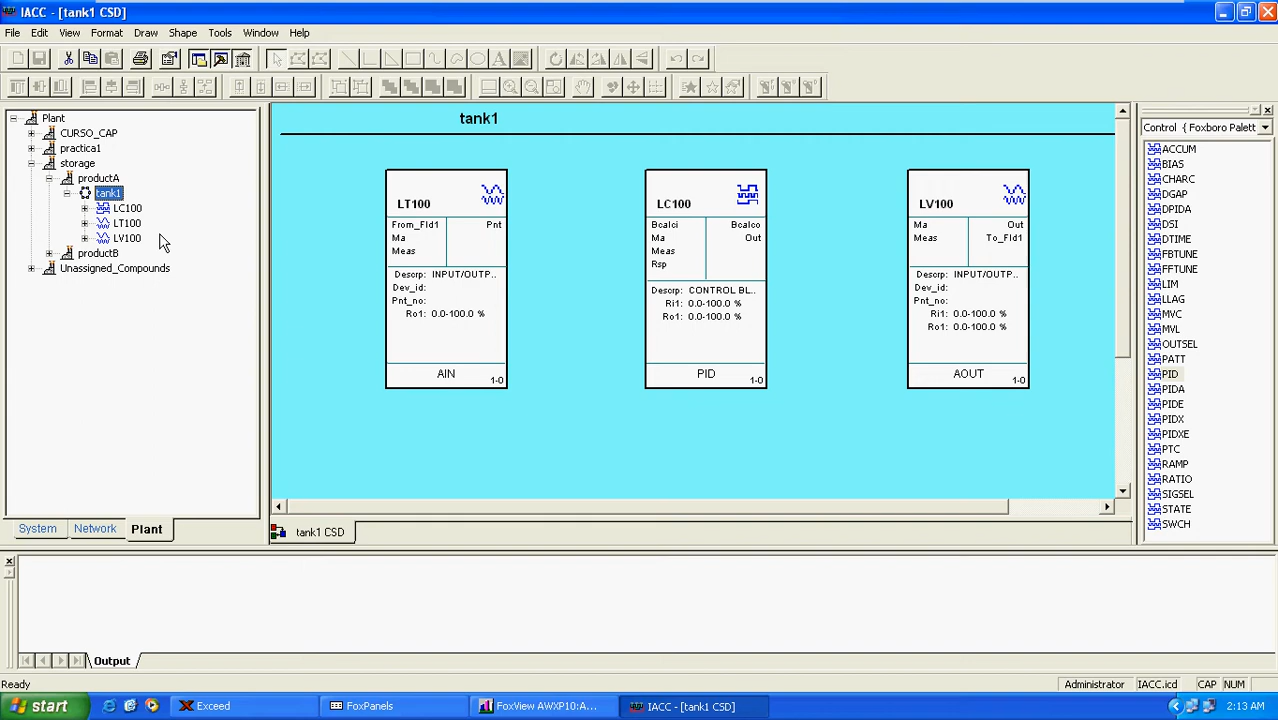 IACC - [tank1 CSD]
File Edit View Format Draw Shape Tools Window Help
Plant
CURSO_CAP
practica1
storage
productA
tank1
LC100
LT100
LV100
productB
Unassigned_Compounds
System Network Plant
tank1
LT100
From_Fld1 Pnt
Ma
Meas
Descrp: INPUT/OUTP..
Dev_id:
Pnt_no:
Ro1: 0.0-100.0 %
AIN
1-0
LC100
Bcalci Bcalco
Ma Out
Meas
Rsp
Descrp: CONTROL BL..
Ri1: 0.0-100.0 %
Ro1: 0.0-100.0 %
PID
1-0
LV100
Ma Out
Meas To_Fld1
Descrp: INPUT/OUTP..
Dev_id:
Pnt_no:
Ri1: 0.0-100.0 %
Ro1: 0.0-100.0 %
AOUT
1-0
tank1 CSD
Control { Foxboro Palett
ACCUM
BIAS
CHARC
DGAP
DPIDA
DSI
DTIME
FBTUNE
FFTUNE
LIM
LLAG
MVC
MVL
OUTSEL
PATT
PID
PIDA
PIDE
PIDX
PIDXE
PTC
RAMP
RATIO
SIGSEL
STATE
SWCH
Output
Ready
Administrator IACC.icd CAP NUM
start Exceed FoxPanels FoxView AWXP10:A... IACC - [tank1 CSD] 2:13 AM